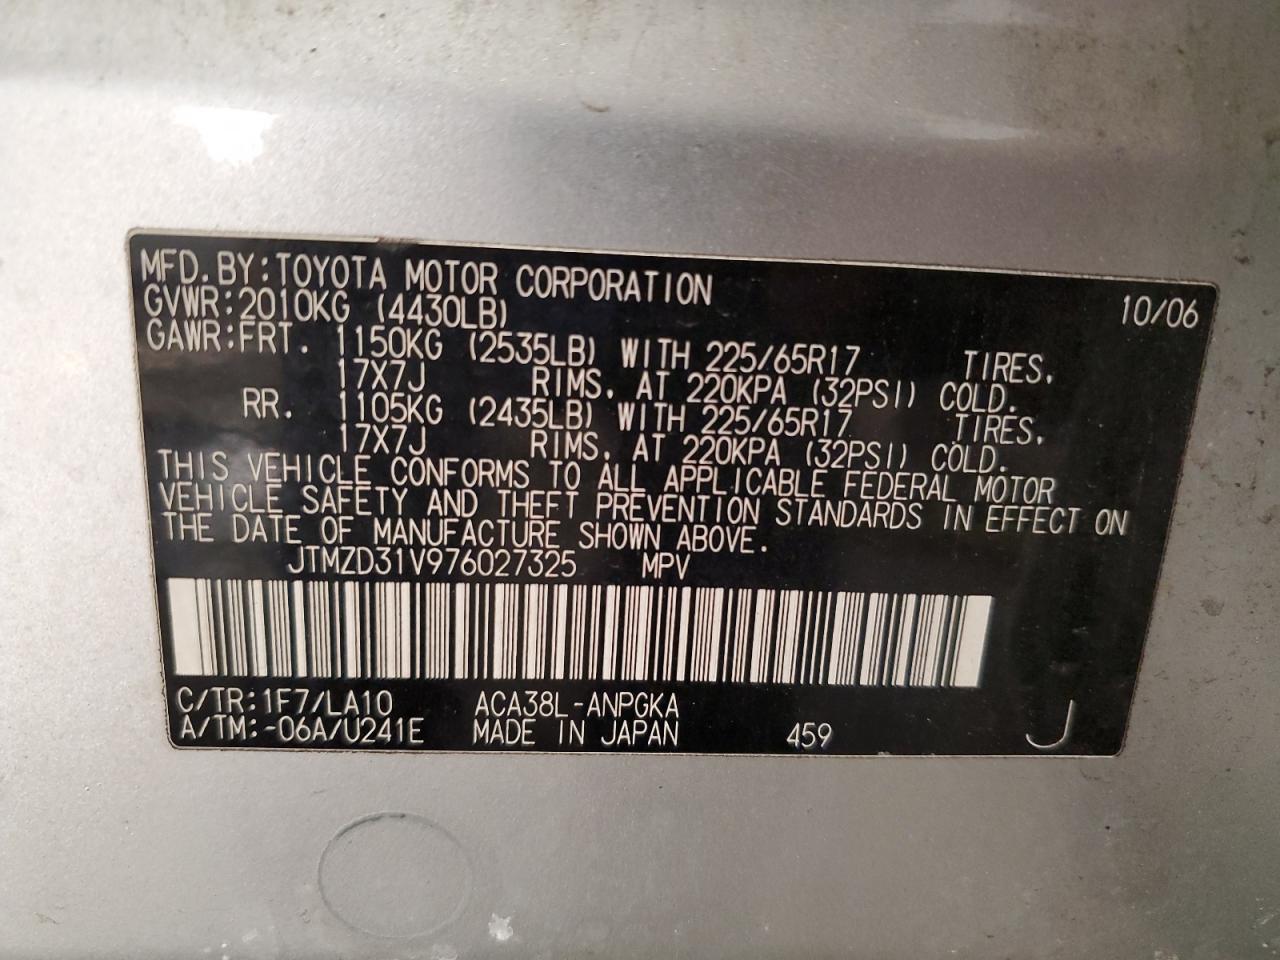 MFD. BY: TOYOTA MOTOR CORPORATION 10/06
GVWR: 2010KG (4430LB)
GAWR: FRT. 1150KG (2535LB) WITH 225/65R17 TIRES,
17X7J RIMS, AT 220KPA (32PSI) COLD.
RR. 1105KG (2435LB) WITH 225/65R17 TIRES,
17X7J RIMS, AT 220KPA (32PSI) COLD.
THIS VEHICLE CONFORMS TO ALL APPLICABLE FEDERAL MOTOR
VEHICLE SAFETY AND THEFT PREVENTION STANDARDS IN EFFECT ON
THE DATE OF MANUFACTURE SHOWN ABOVE.
JTMZD31V976027325 MPV
C/TR: 1F7/LA10 ACA38L-ANPGKA
A/TM: -06A/U241E MADE IN JAPAN 459 J